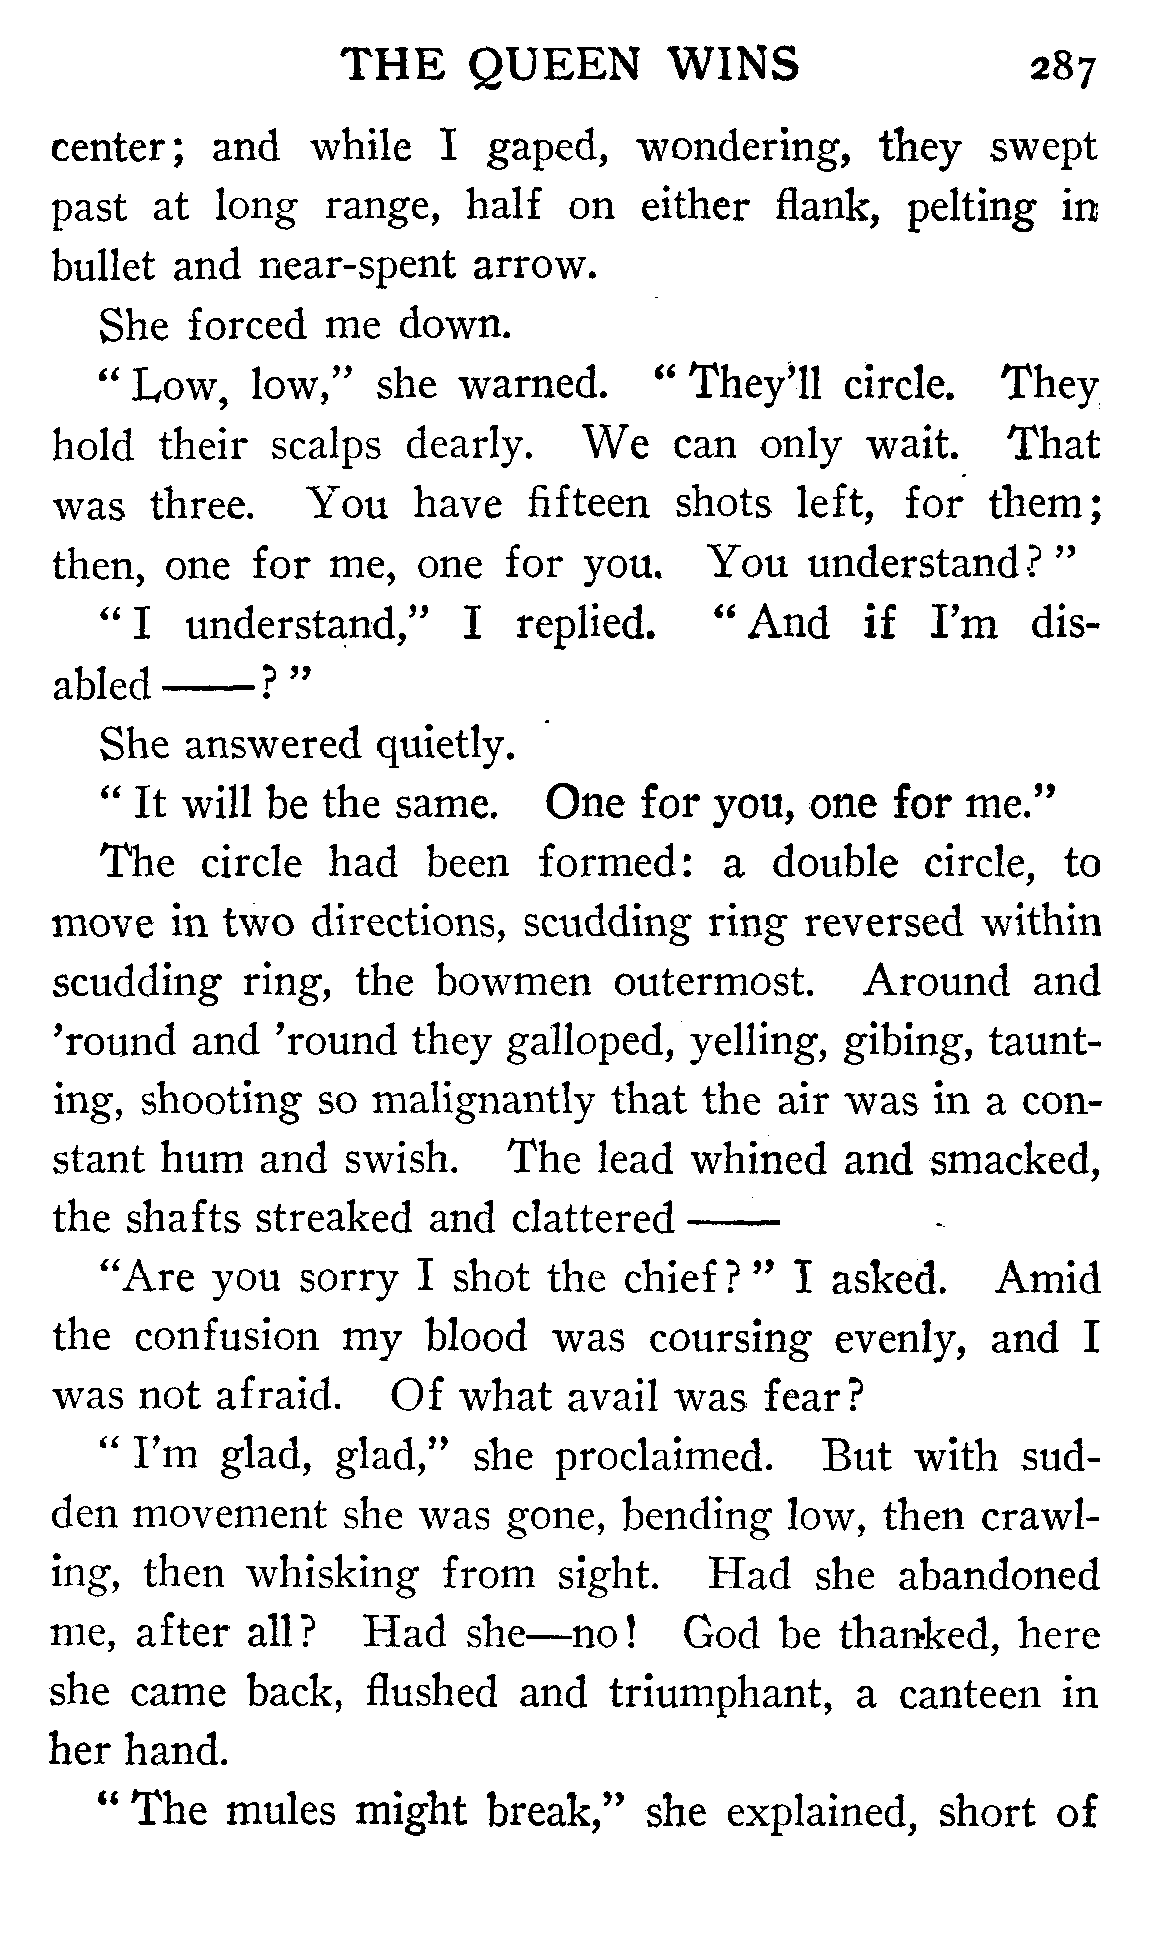 THE QUEEN WINS 287
center; and while I gaped, wondering, they swept
past at long range, half on either flank, pelting in
bullet and near-spent arrow.
She forced me down.
“Low, low,” she warned. “They’ll circle. They
hold their scalps dearly. We can only wait. That
was three. You have fifteen shots left, for them;
then, one for me, one for you. You understand?”
“I understand,” I replied. “And if I’m dis-
abled ——?”
She answered quietly.
“It will be the same. One for you, one for me.”
The circle had been formed: a double circle, to
move in two directions, scudding ring reversed within
scudding ring, the bowmen outermost. Around and
’round and ’round they galloped, yelling, gibing, taunt-
ing, shooting so malignantly that the air was in a con-
stant hum and swish. The lead whined and smacked,
the shafts streaked and clattered ——
“Are you sorry I shot the chief?” I asked. Amid
the confusion my blood was coursing evenly, and I
was not afraid. Of what avail was fear?
“I’m glad, glad,” she proclaimed. But with sud-
den movement she was gone, bending low, then crawl-
ing, then whisking from sight. Had she abandoned
me, after all? Had she—no! God be thanked, here
she came back, flushed and triumphant, a canteen in
her hand.
“The mules might break,” she explained, short of